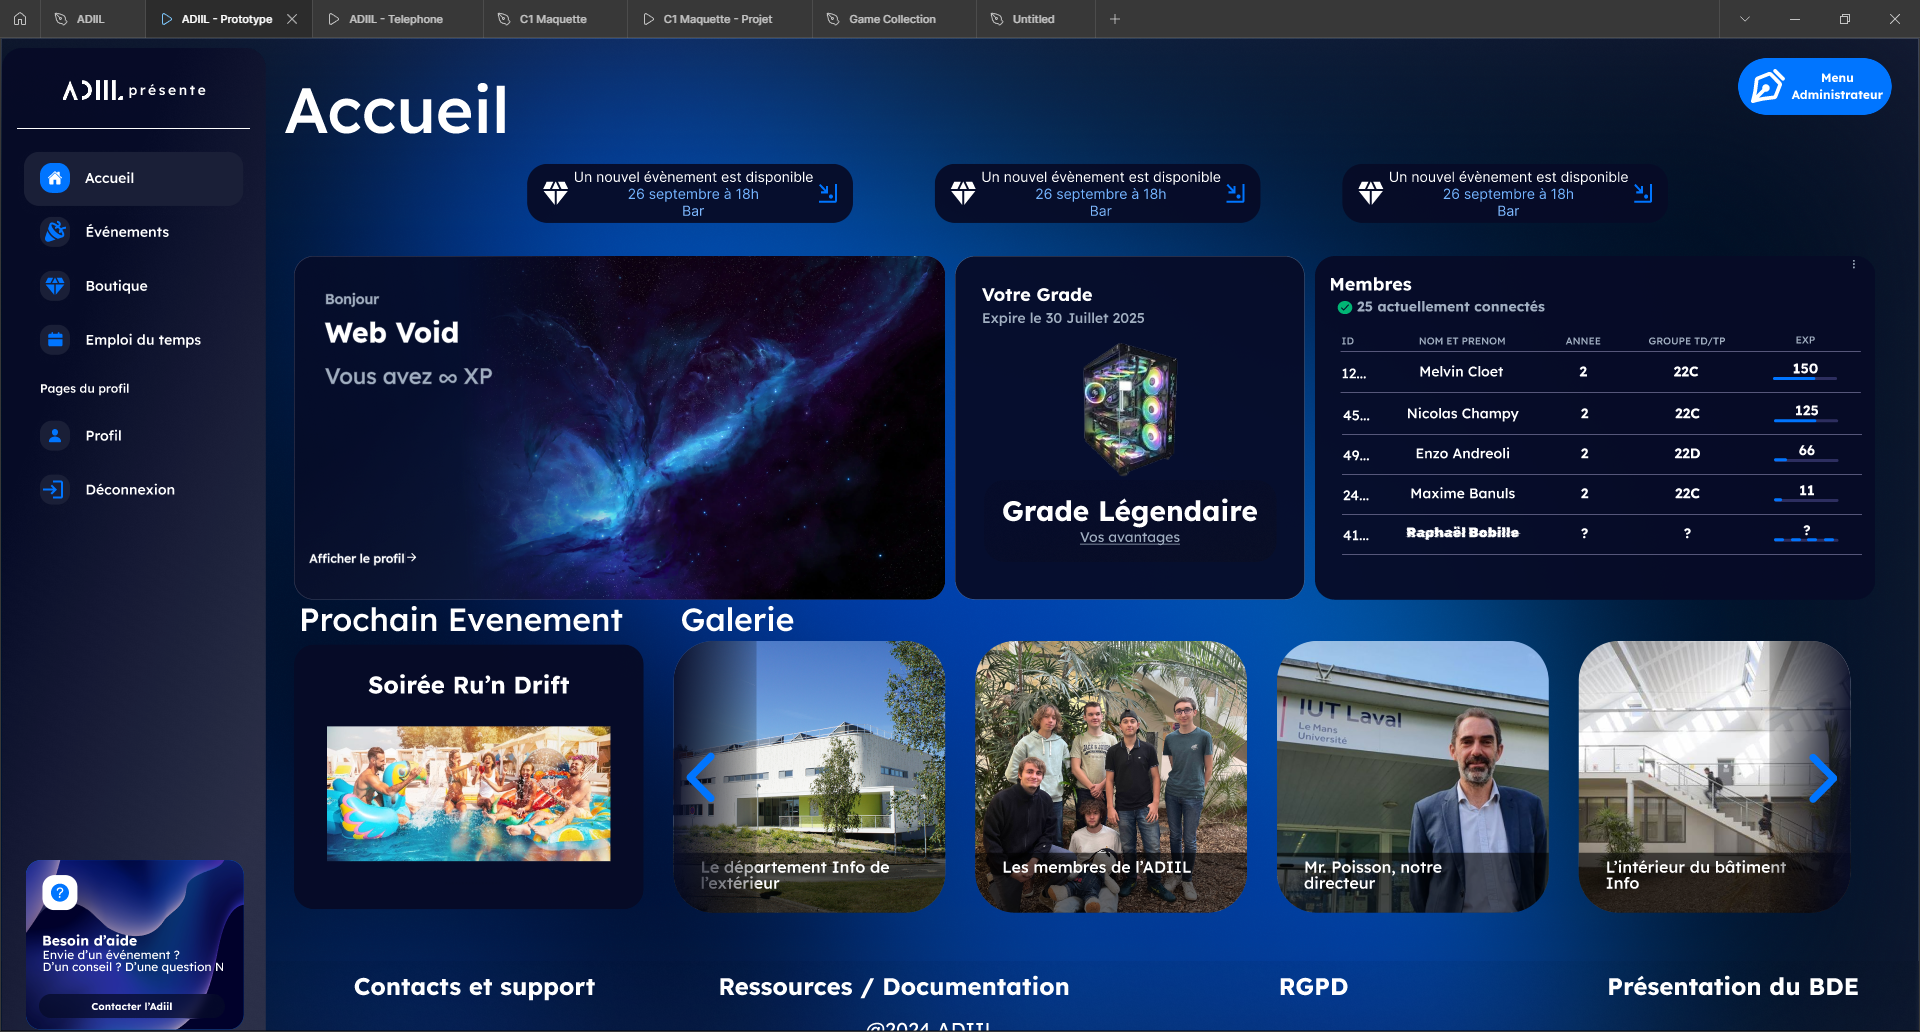 ADIIL
ADIIL - Prototype
ADIIL - Telephone
C1 Maquette
C1 Maquette - Projet
Game Collection
Untitled
ADIIL présente
Accueil
Événements
Boutique
Emploi du temps
Pages du profil
Profil
Déconnexion
?
Besoin d’aide
Envie d’un événement ?
D’un conseil ? D’une question N
Contacter l’Adiil
Accueil
Menu
Administrateur
Un nouvel évènement est disponible
26 septembre à 18h
Bar
Un nouvel évènement est disponible
26 septembre à 18h
Bar
Un nouvel évènement est disponible
26 septembre à 18h
Bar
Bonjour
Web Void
Vous avez ∞ XP
Afficher le profil
Votre Grade
Expire le 30 Juillet 2025
Grade Légendaire
Vos avantages
Membres
25 actuellement connectés
ID NOM ET PRENOM ANNEE GROUPE TD/TP EXP
12... Melvin Cloet 2 22C 150
45... Nicolas Champy 2 22C 125
49... Enzo Andreoli 2 22D 66
24... Maxime Banuls 2 22C 11
41... Raphaël Bobille ? ? ?
Prochain Evenement
Soirée Ru’n Drift
Galerie
Le département Info de
l’extérieur
Les membres de l’ADIIL
IUT Laval
Le Mans
Université
Mr. Poisson, notre
directeur
L’intérieur du bâtiment
Info
Contacts et support
Ressources / Documentation
RGPD
Présentation du BDE
@2024 ADIIL